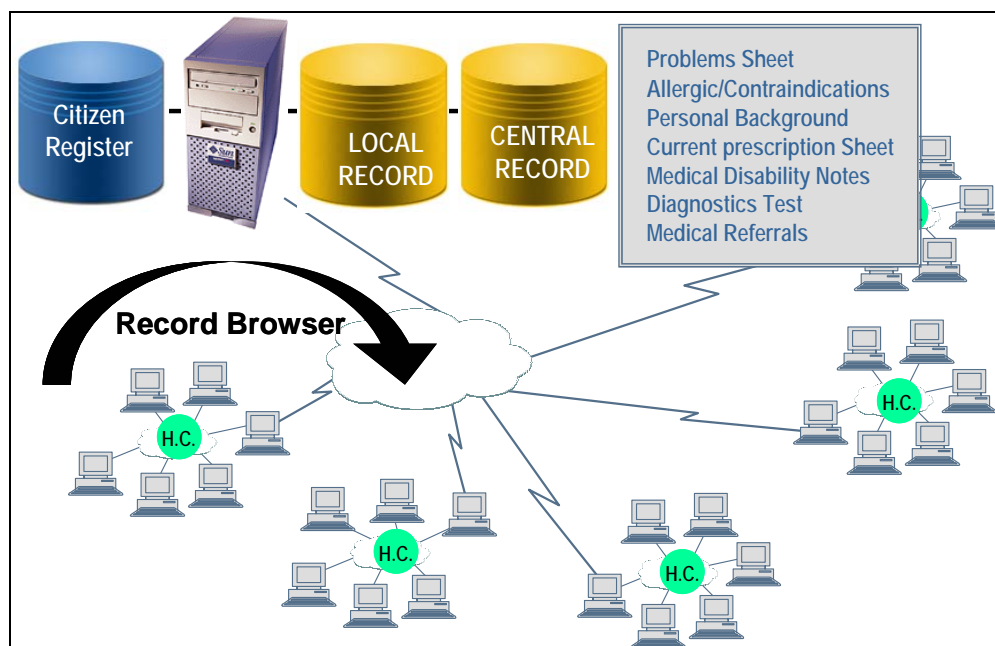 Citizen
Register
LOCAL
RECORD
CENTRAL
RECORD
Problems Sheet
Allergic/Contraindications
Personal Background
Current prescription Sheet
Medical Disability Notes
Diagnostics Test
Medical Referrals
Record Browser
H.C.
H.C.
H.C.
H.C.